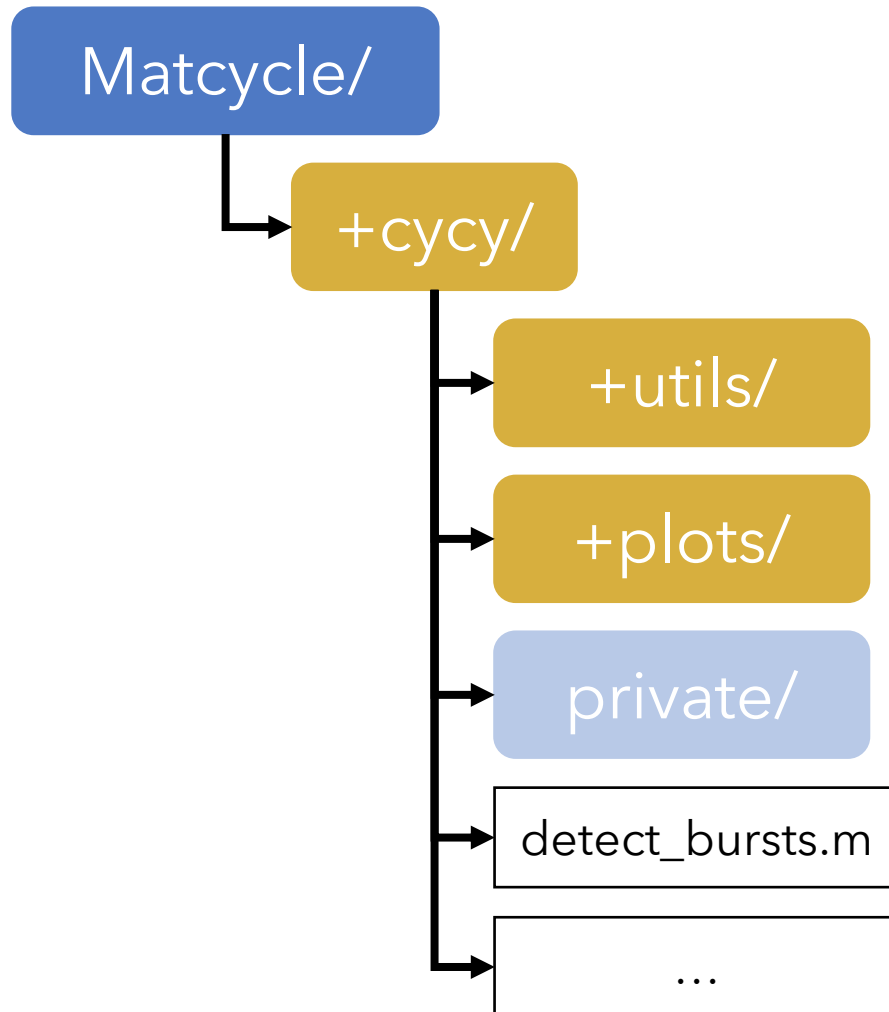 Matcycle/
+cycy/
+utils/
+plots/
private/
detect_bursts.m
...